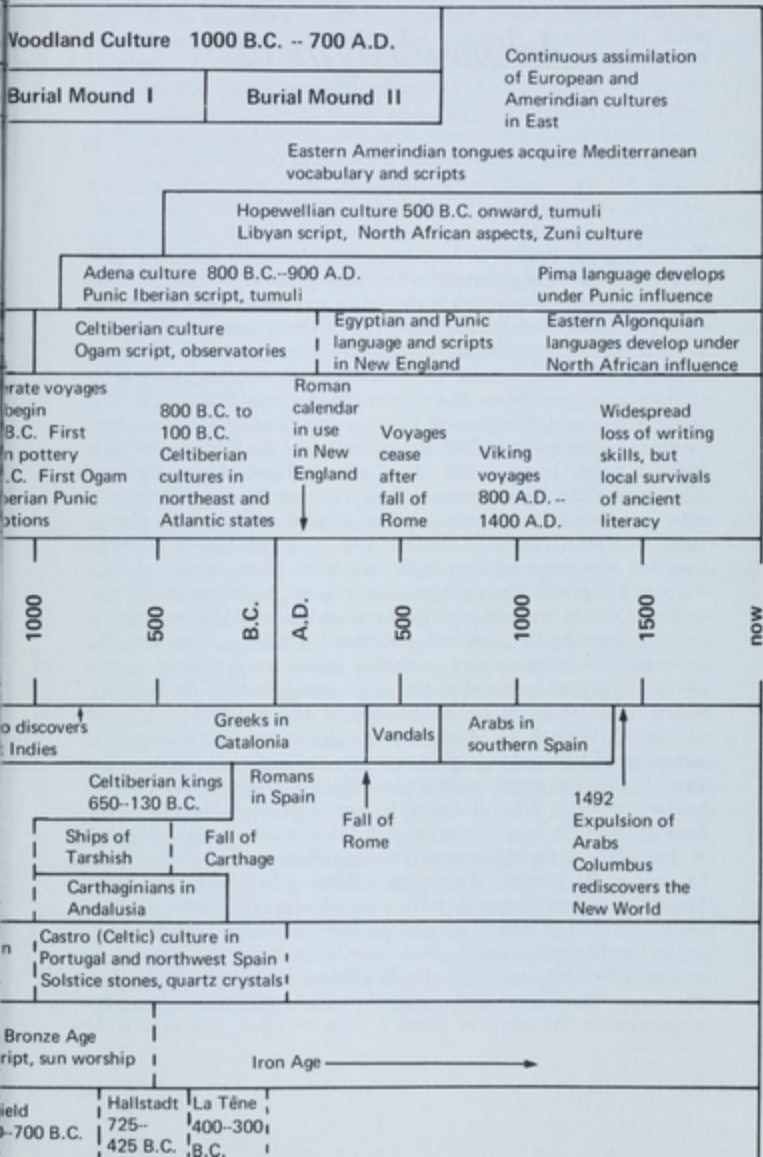 Woodland Culture 1000 B.C. -- 700 A.D.
Burial Mound I
Burial Mound II
Continuous assimilation
of European and
Amerindian cultures
in East
Eastern Amerindian tongues acquire Mediterranean
vocabulary and scripts
Hopewellian culture 500 B.C. onward, tumuli
Libyan script, North African aspects, Zuni culture
Adena culture 800 B.C.--900 A.D.
Punic Iberian script, tumuli
Pima language develops
under Punic influence
Celtiberian culture
Ogam script, observatories
Egyptian and Punic
language and scripts
in New England
Eastern Algonquian
languages develop under
North African influence
erate voyages
begin
B.C. First
n pottery
.C. First Ogam
berian Punic
ptions
800 B.C. to
100 B.C.
Celtiberian
cultures in
northeast and
Atlantic states
Roman
calendar
in use
in New
England
Voyages
cease
after
fall of
Rome
Viking
voyages
800 A.D. --
1400 A.D.
Widespread
loss of writing
skills, but
local survivals
of ancient
literacy
1000
500
B.C.
A.D.
500
1000
1500
now
o discovers
t Indies
Greeks in
Catalonia
Vandals
Arabs in
southern Spain
Celtiberian kings
650--130 B.C.
Romans
in Spain
Fall of
Rome
1492
Expulsion of
Arabs
Columbus
rediscovers the
New World
Ships of
Tarshish
Fall of
Carthage
Carthaginians in
Andalusia
n
Castro (Celtic) culture in
Portugal and northwest Spain
Solstice stones, quartz crystals
Bronze Age
ript, sun worship
Iron Age
ield
--700 B.C.
Hallstadt
725--
425 B.C.
La Têne
400--300
B.C.